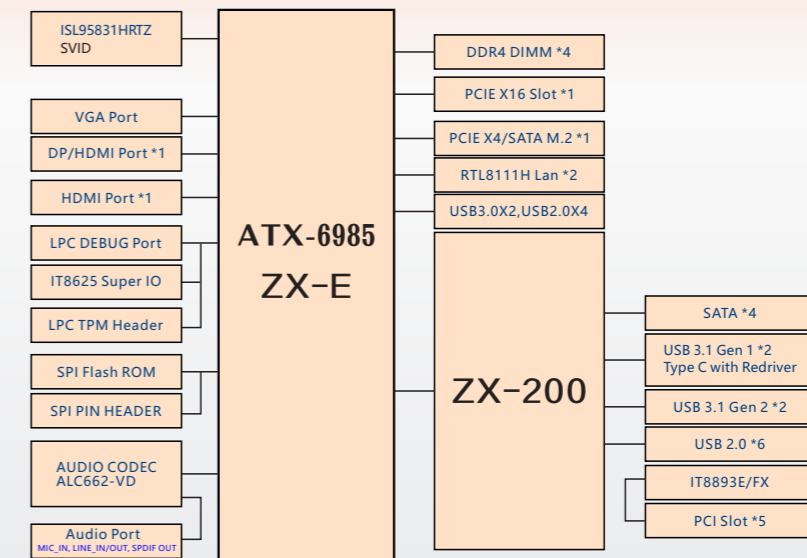 ISL95831HRTZ
SVID
VGA Port
DP/HDMI Port *1
HDMI Port *1
LPC DEBUG Port
IT8625 Super IO
LPC TPM Header
SPI Flash ROM
SPI PIN HEADER
AUDIO CODEC
ALC662-VD
Audio Port
MIC_IN, LINE_IN/OUT, SPDIF OUT
ATX-6985
ZX-E
DDR4 DIMM *4
PCIE X16 Slot *1
PCIE X4/SATA M.2 *1
RTL8111H Lan *2
USB3.0X2,USB2.0X4
ZX-200
SATA *4
USB 3.1 Gen 1 *2
Type C with Redriver
USB 3.1 Gen 2 *2
USB 2.0 *6
IT8893E/FX
PCI Slot *5